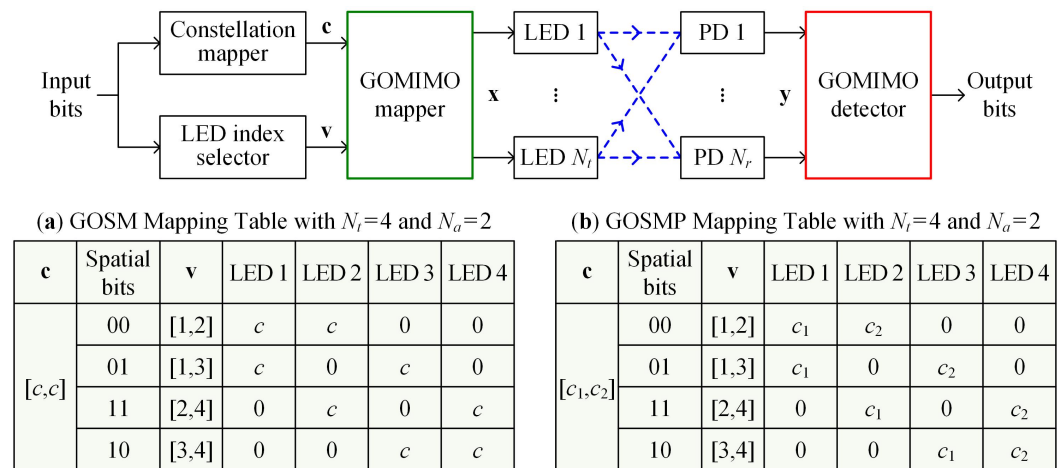 Input bits
Constellation mapper
c
LED index selector
v
GOMIMO mapper
x
LED 1
⋮
LED Nt
PD 1
⋮
PD Nr
y
GOMIMO detector
Output bits
(a) GOSM Mapping Table with Nt=4 and Na=2
c Spatial bits v LED 1 LED 2 LED 3 LED 4
[c,c]
00 [1,2] c c 0 0
01 [1,3] c 0 c 0
11 [2,4] 0 c 0 c
10 [3,4] 0 0 c c
(b) GOSMP Mapping Table with Nt=4 and Na=2
c Spatial bits v LED 1 LED 2 LED 3 LED 4
[c1,c2]
00 [1,2] c1 c2 0 0
01 [1,3] c1 0 c2 0
11 [2,4] 0 c1 0 c2
10 [3,4] 0 0 c1 c2